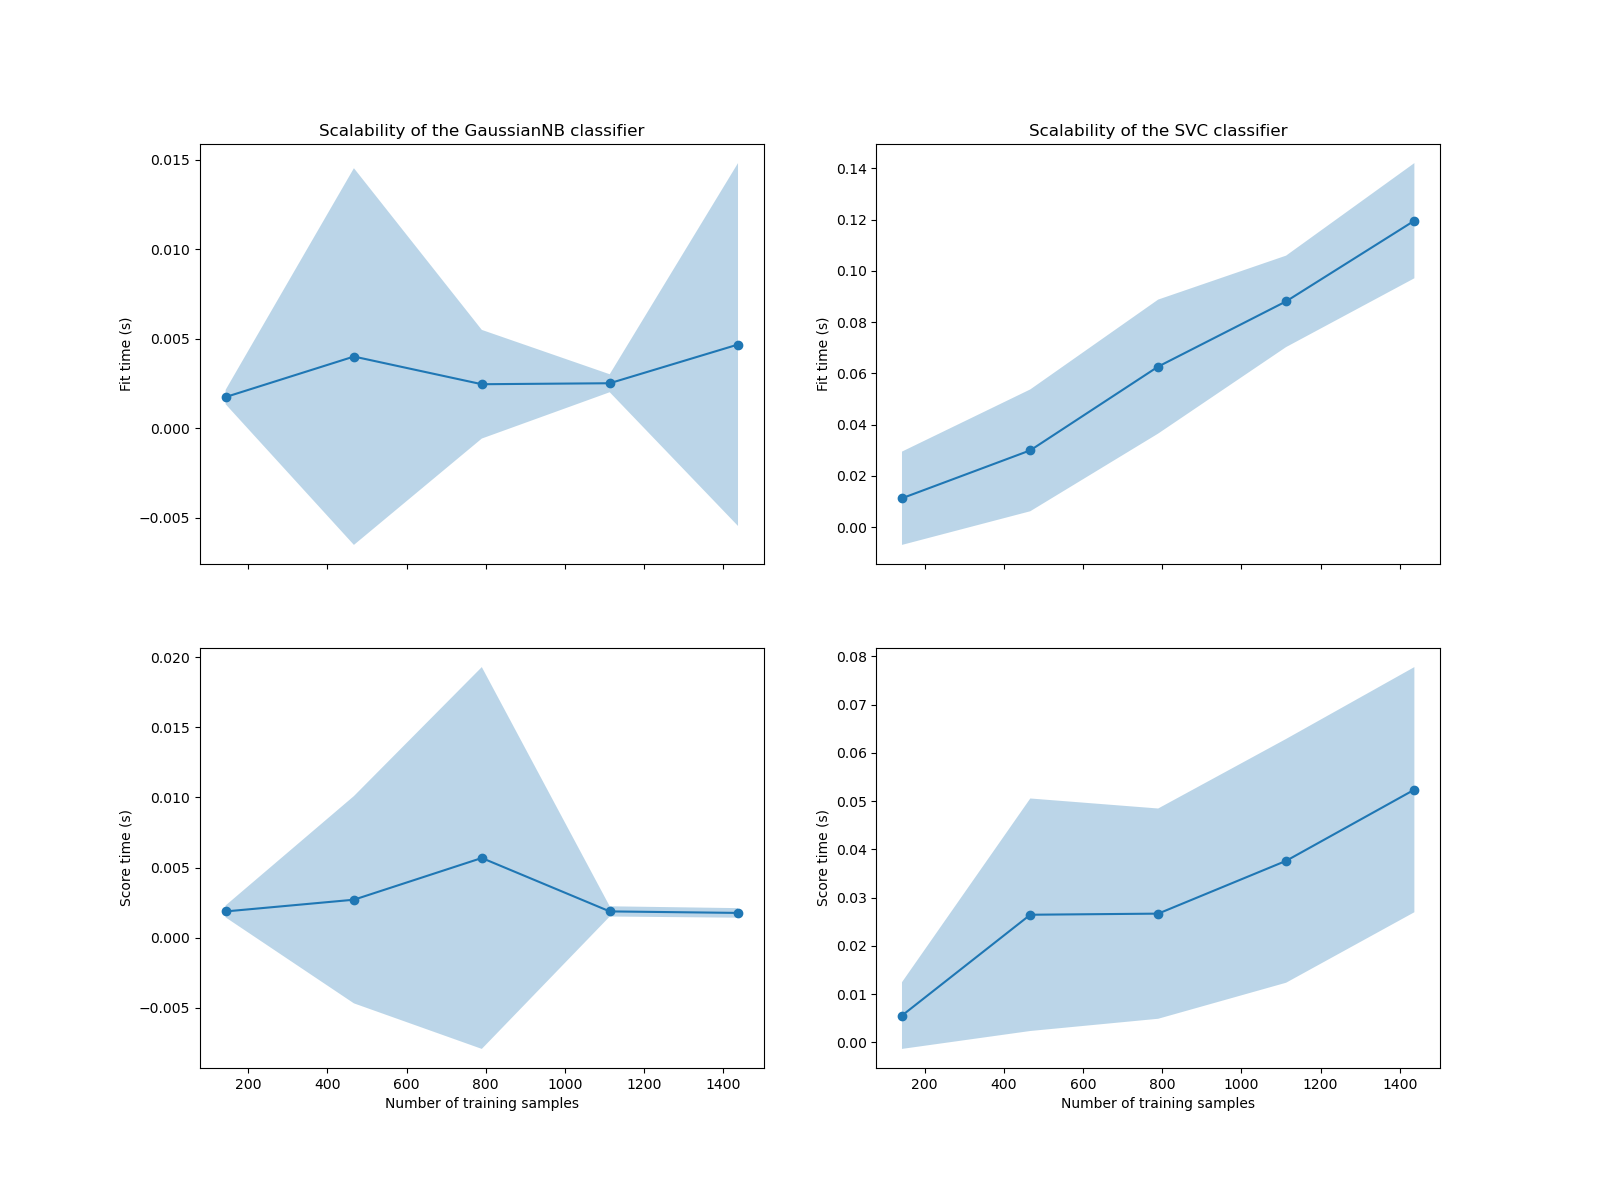 Scalability of the GaussianNB classifier
Scalability of the SVC classifier
0.015
0.010
0.005
0.000
−0.005
Fit time (s)
0.14
0.12
0.10
0.08
0.06
0.04
0.02
0.00
Fit time (s)
0.020
0.015
0.010
0.005
0.000
−0.005
Score time (s)
200 400 600 800 1000 1200 1400
Number of training samples
0.08
0.07
0.06
0.05
0.04
0.03
0.02
0.01
0.00
Score time (s)
200 400 600 800 1000 1200 1400
Number of training samples